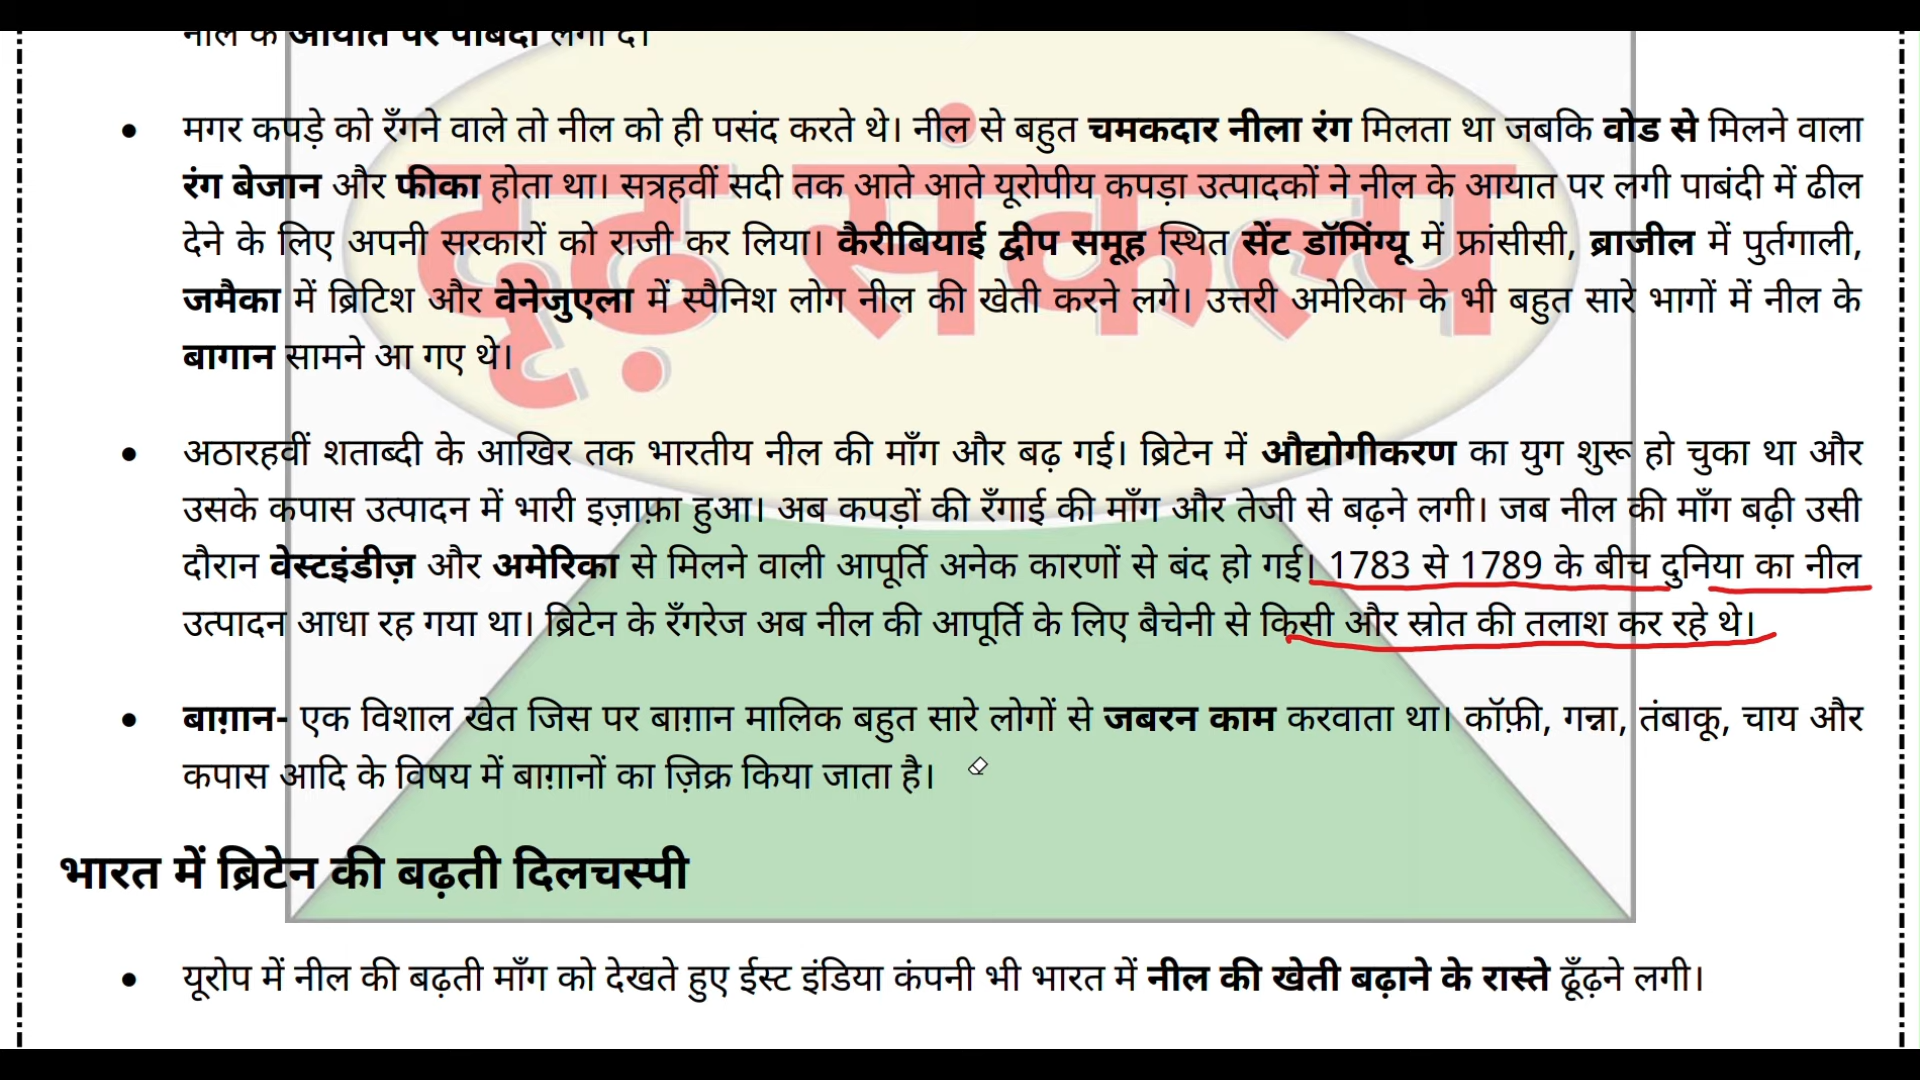 नील के आयात पर पाबंदी लगा दी।
मगर कपड़े को रँगने वाले तो नील को ही पसंद करते थे। नील से बहुत चमकदार नीला रंग मिलता था जबकि वोड से मिलने वाला
रंग बेजान और फीका होता था। सत्रहवीं सदी तक आते आते यूरोपीय कपड़ा उत्पादकों ने नील के आयात पर लगी पाबंदी में ढील
देने के लिए अपनी सरकारों को राजी कर लिया। कैरीबियाई द्वीप समूह स्थित सेंट डॉमिंग्यू में फ्रांसीसी, ब्राजील में पुर्तगाली,
जमैका में ब्रिटिश और वेनेजुएला में स्पैनिश लोग नील की खेती करने लगे। उत्तरी अमेरिका के भी बहुत सारे भागों में नील के
बागान सामने आ गए थे।
दृढ़ संकल्प
अठारहवीं शताब्दी के आखिर तक भारतीय नील की माँग और बढ़ गई। ब्रिटेन में औद्योगीकरण का युग शुरू हो चुका था और
उसके कपास उत्पादन में भारी इज़ाफ़ा हुआ। अब कपड़ों की रँगाई की माँग और तेजी से बढ़ने लगी। जब नील की माँग बढ़ी उसी
दौरान वेस्टइंडीज़ और अमेरिका से मिलने वाली आपूर्ति अनेक कारणों से बंद हो गई। 1783 से 1789 के बीच दुनिया का नील
उत्पादन आधा रह गया था। ब्रिटेन के रँगरेज अब नील की आपूर्ति के लिए बैचेनी से किसी और स्रोत की तलाश कर रहे थे।
बाग़ान- एक विशाल खेत जिस पर बाग़ान मालिक बहुत सारे लोगों से जबरन काम करवाता था। कॉफ़ी, गन्ना, तंबाकू, चाय और
कपास आदि के विषय में बाग़ानों का ज़िक्र किया जाता है।
भारत में ब्रिटेन की बढ़ती दिलचस्पी
यूरोप में नील की बढ़ती माँग को देखते हुए ईस्ट इंडिया कंपनी भी भारत में नील की खेती बढ़ाने के रास्ते ढूँढ़ने लगी।